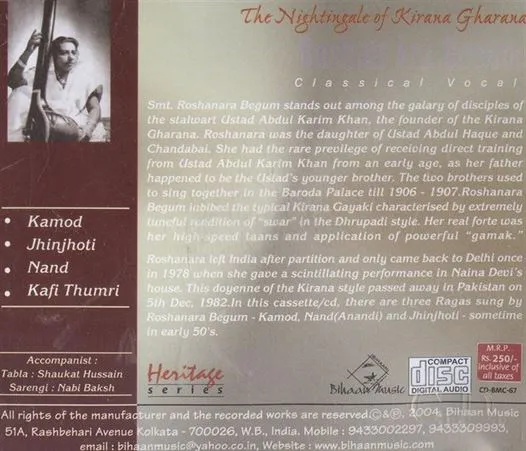 The Nightingale of Kirana Gharana
Classical Vocal
Smt. Roshanara Begum stands out among the galary of disciples of
the stalwart Ustad Abdul Karim Khan, the founder of the Kirana
Gharana. Roshanara was the daughter of Ustad Abdul Haque and
Chandabai. She had the rare previlege of receiving direct training
from Ustad Abdul Karim Khan from an early age, as her father
happened to be the Ustad's younger brother. The two brothers used
to sing together in the Baroda Palace till 1906 - 1907.Roshanara
Begum inbibed the typical Kirana Gayaki characterised by extremely
tuneful rendition of "swar" in the Dhrupadi style. Her real forte was
her high-speed taans and application of powerful "gamak."
Roshanara left India after partition and only came back to Delhi once
in 1978 when she gave a scintillating performance in Naina Devi's
house. This doyenne of the Kirana style passed away in Pakistan on
5th Dec, 1982.In this cassette/cd, there are three Ragas sung by
Roshanara Begum - Kamod, Nand(Anandi) and Jhinjhoti - sometime
in early 50's.
• Kamod
• Jhinjhoti
• Nand
• Kafi Thumri
Accompanist :
Tabla : Shaukat Hussain
Sarengi : Nabi Baksh
Heritage
series
Bihaan Music
COMPACT
disc
DIGITAL AUDIO
M.R.P.
Rs. 250/-
inclusive of
all taxes
CD-BMC-67
All rights of the manufacturer and the recorded works are reserved.©&℗, 2004, Bihaan Music
51A, Rashbehari Avenue Kolkata - 700026, W.B., India. Mobile : 9433002297, 9433309993,
email : bihaanmusic@yahoo.co.in, Website : www.bihaanmusic.com